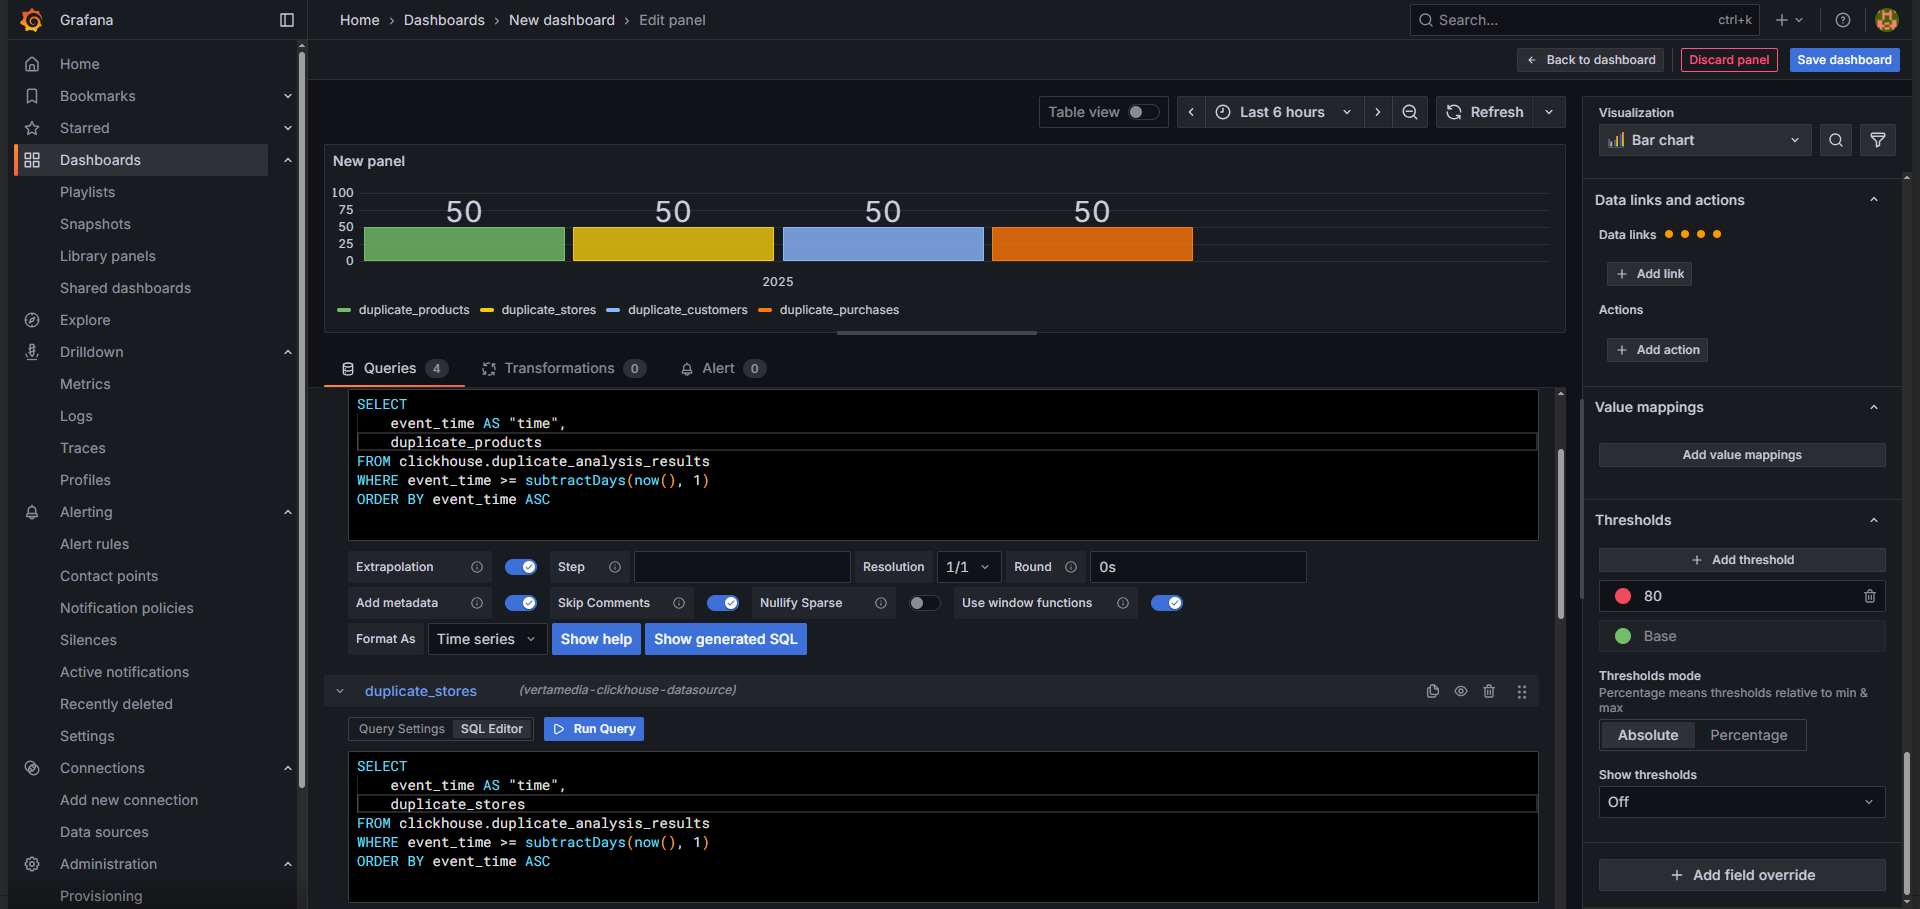 Grafana
Home › Dashboards › New dashboard › Edit panel
Search... ctrl+k
Back to dashboard
Discard panel
Save dashboard
Home
Bookmarks
Starred
Dashboards
Playlists
Snapshots
Library panels
Shared dashboards
Explore
Drilldown
Metrics
Logs
Traces
Profiles
Alerting
Alert rules
Contact points
Notification policies
Silences
Active notifications
Recently deleted
Settings
Connections
Add new connection
Data sources
Administration
Provisioning
Table view
Last 6 hours
Refresh
New panel
100
75
50
25
0
50 50 50 50
2025
duplicate_products duplicate_stores duplicate_customers duplicate_purchases
Queries 4 Transformations 0 Alert 0
SELECT
event_time AS "time",
duplicate_products
FROM clickhouse.duplicate_analysis_results
WHERE event_time >= subtractDays(now(), 1)
ORDER BY event_time ASC
Extrapolation Step Resolution 1/1 Round 0s
Add metadata Skip Comments Nullify Sparse Use window functions
Format As Time series Show help Show generated SQL
duplicate_stores (vertamedia-clickhouse-datasource)
Query Settings SQL Editor Run Query
SELECT
event_time AS "time",
duplicate_stores
FROM clickhouse.duplicate_analysis_results
WHERE event_time >= subtractDays(now(), 1)
ORDER BY event_time ASC
Visualization
Bar chart
Data links and actions
Data links
+ Add link
Actions
+ Add action
Value mappings
Add value mappings
Thresholds
+ Add threshold
80
Base
Thresholds mode
Percentage means thresholds relative to min &
max
Absolute Percentage
Show thresholds
Off
+ Add field override